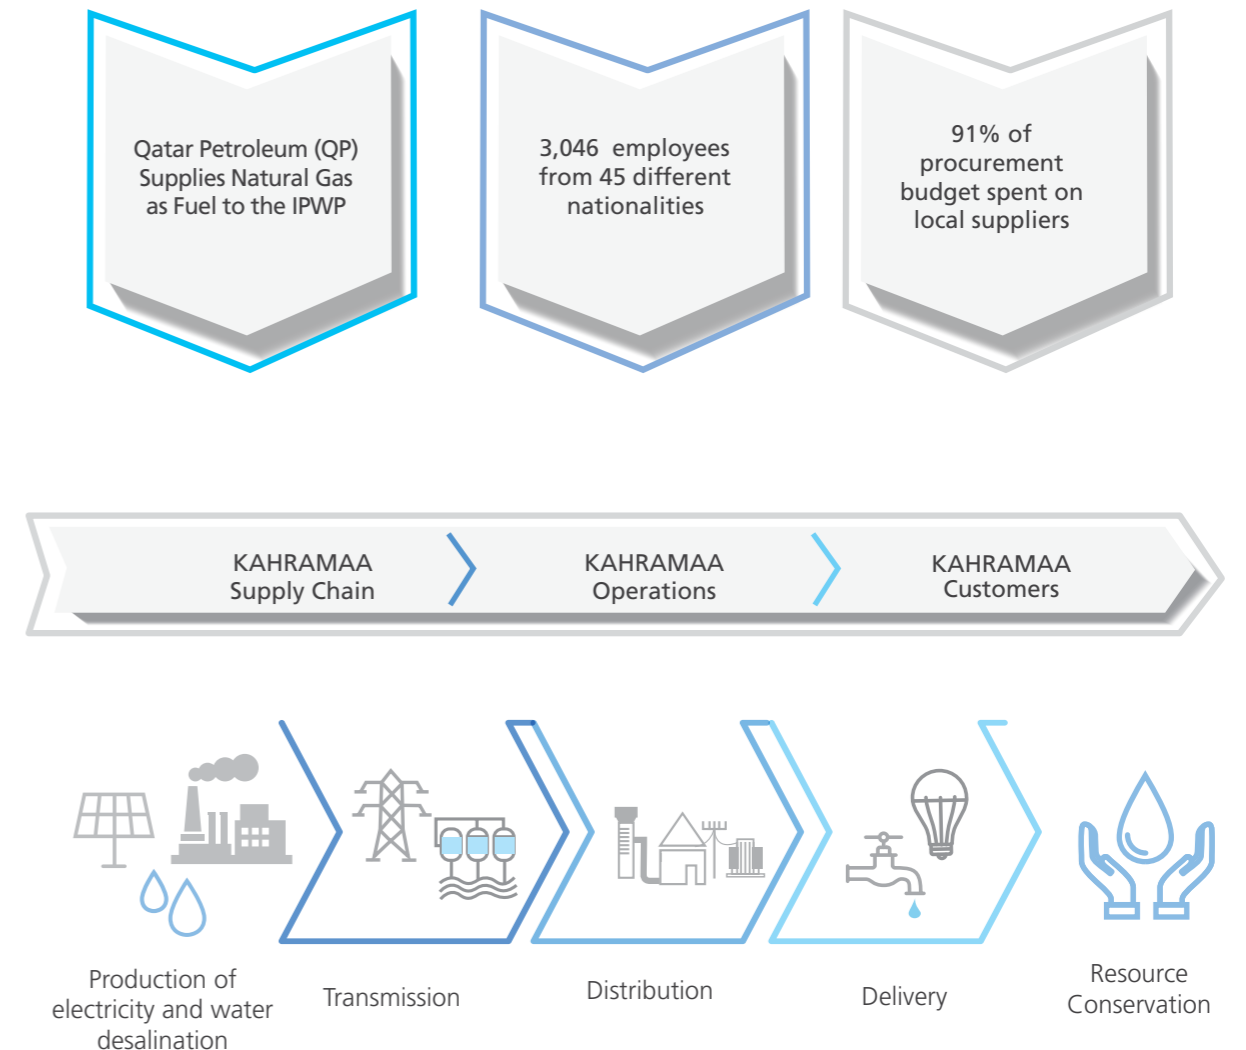 Qatar Petroleum (QP)
Supplies Natural Gas
as Fuel to the IPWP
3,046 employees
from 45 different
nationalities
91% of
procurement
budget spent on
local suppliers
KAHRAMAA
Supply Chain
KAHRAMAA
Operations
KAHRAMAA
Customers
Production of
electricity and water
desalination
Transmission
Distribution
Delivery
Resource
Conservation